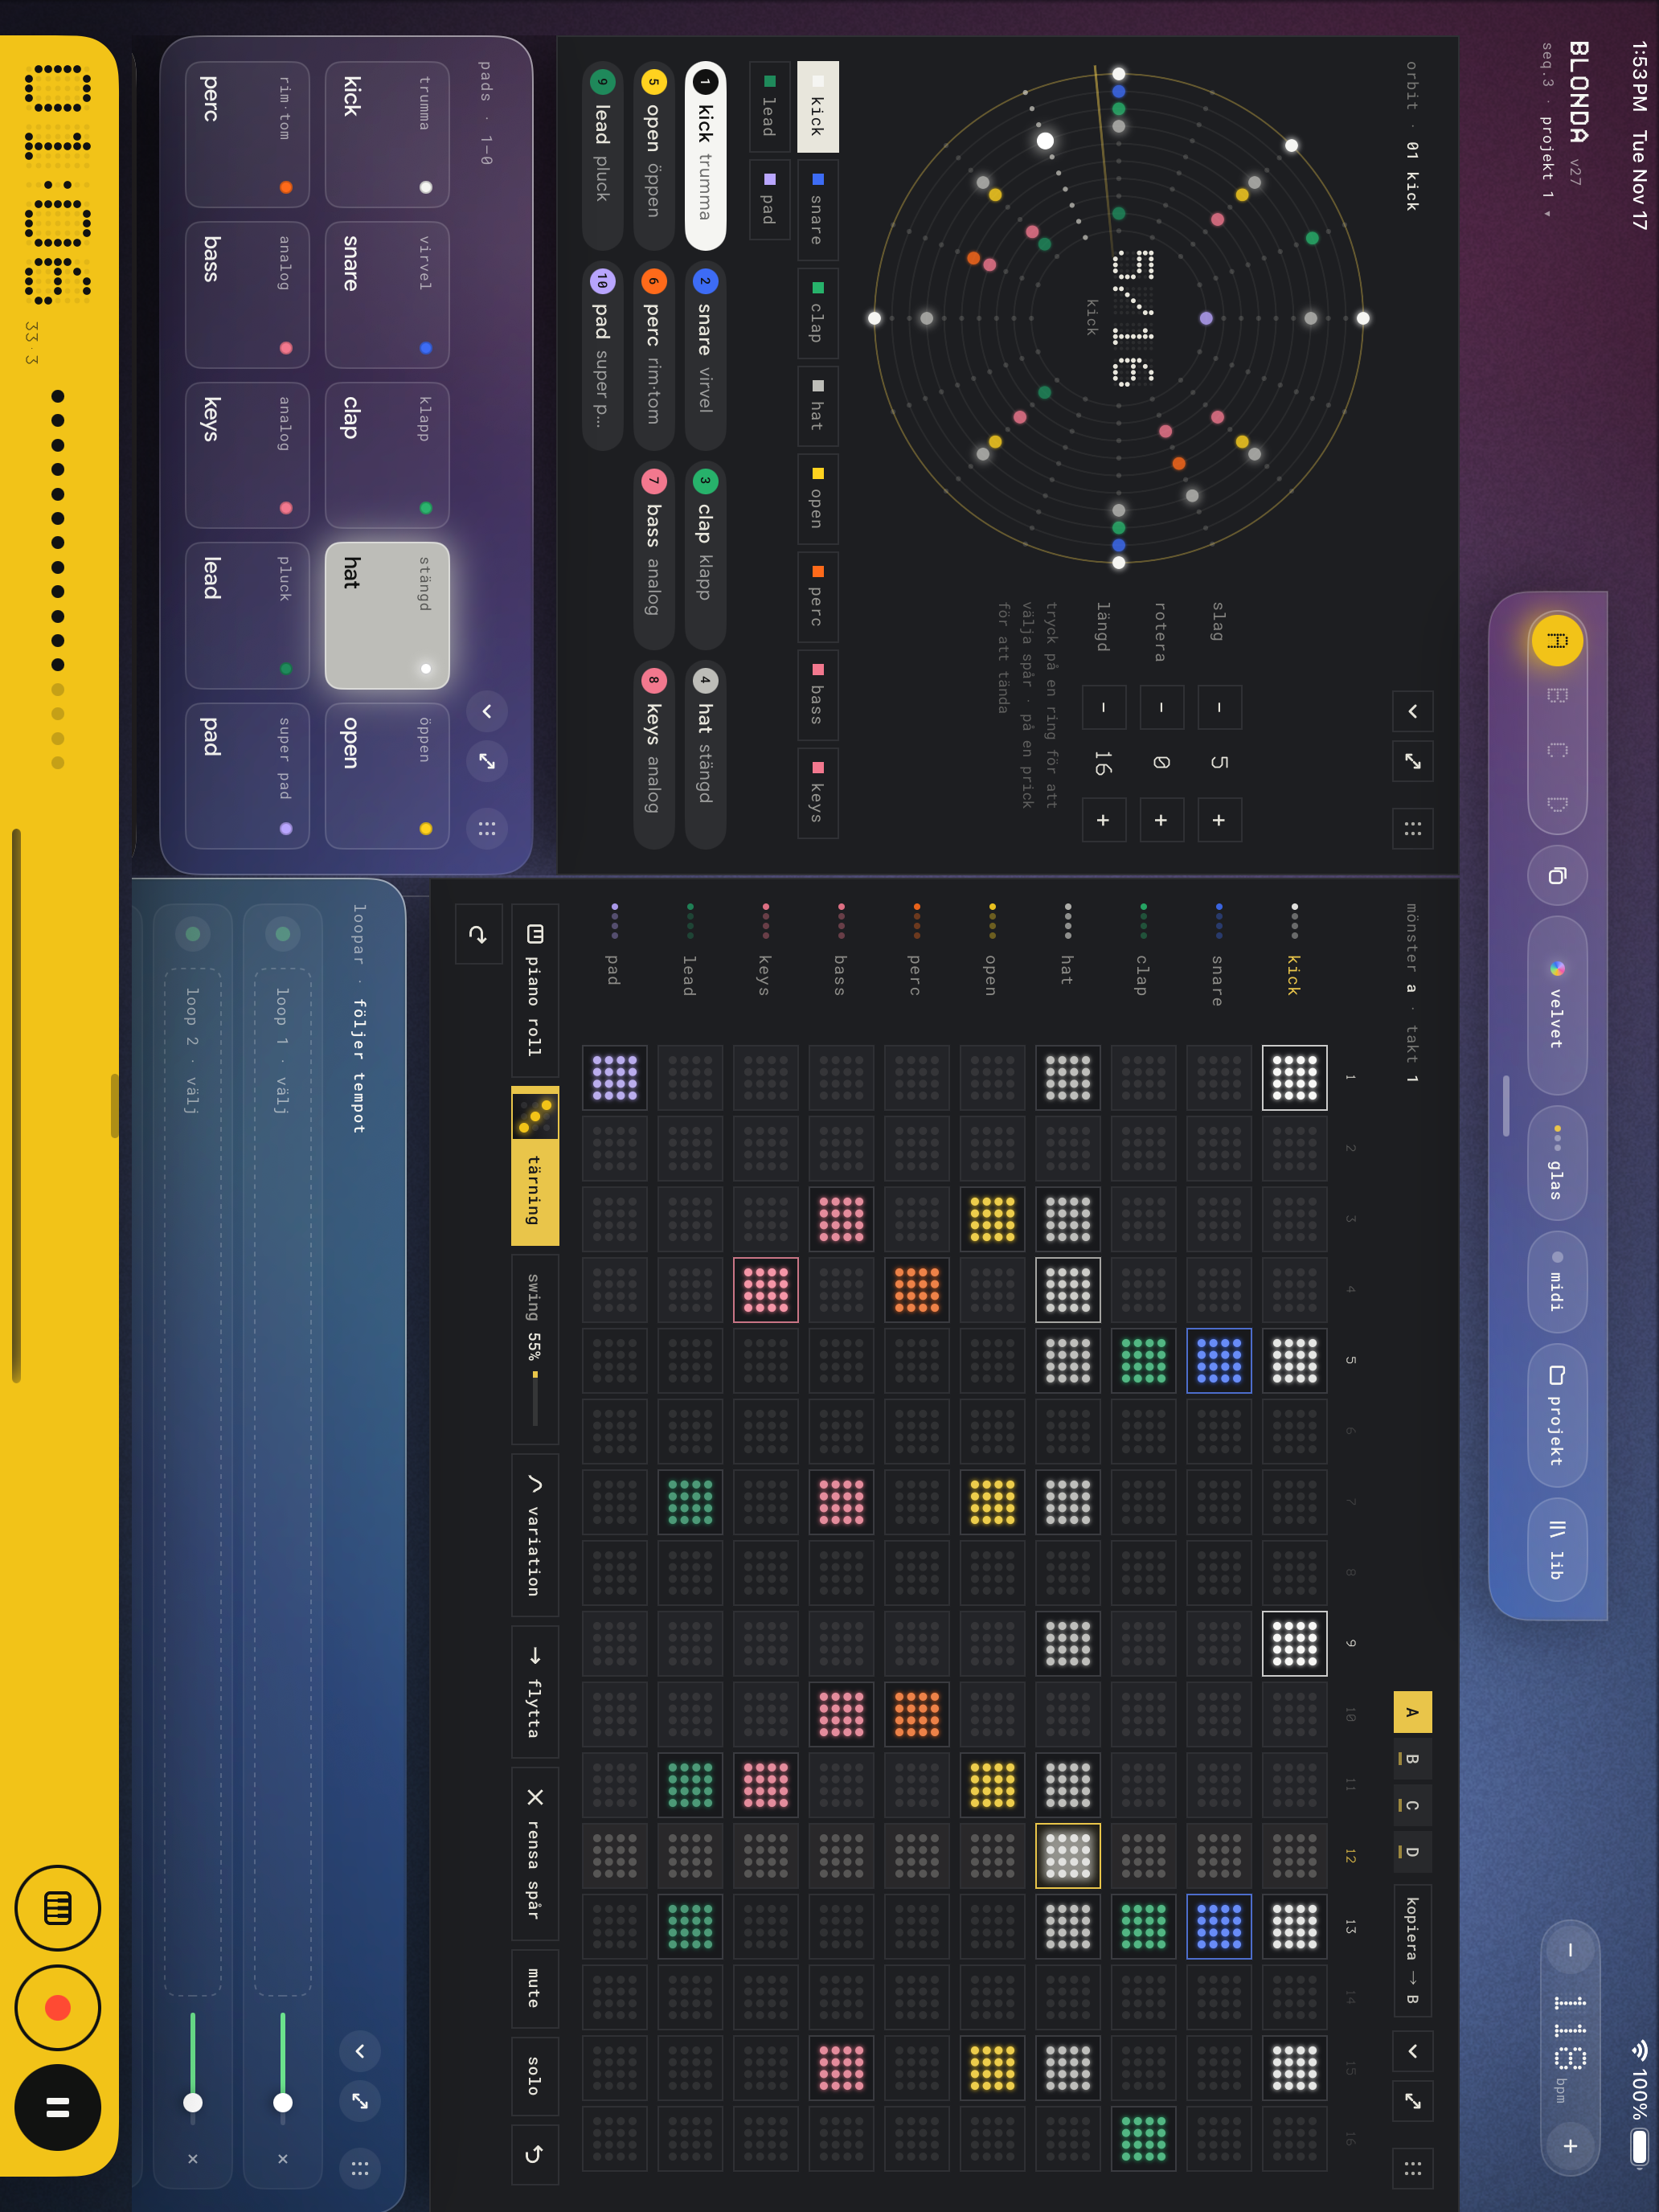 1:53 PM Tue Nov 17
100%
BLONDA v27
seq.3 · projekt 1
A B C D
velvet
glas
midi
projekt
lib
− 118 bpm +
orbit · 01 kick
5/16
kick
slag − 5 +
rotera − 0 +
längd − 16 +
tryck på en ring för att
välja spår · på en prick
för att tända
kick snare clap hat open perc bass keys
lead pad
1 kick trumma
2 snare virvel
3 clap klapp
4 hat stängd
5 open öppen
6 perc rim·tom
7 bass analog
8 keys analog
9 lead pluck
10 pad super p…
pads · 1–0
trumma
kick
virvel
snare
klapp
clap
stängd
hat
öppen
open
rim·tom
perc
analog
bass
analog
keys
pluck
lead
super pad
pad
mönster a · takt 1
A B C D kopiera → B
1 2 3 4 5 6 7 8 9 10 11 12 13 14 15 16
kick
snare
clap
hat
open
perc
bass
keys
lead
pad
piano roll
tärning
swing 55%
variation
flytta
rensa spår
mute
solo
loopar · följer tempot
loop 1 · välj
×
loop 2 · välj
×
33·3